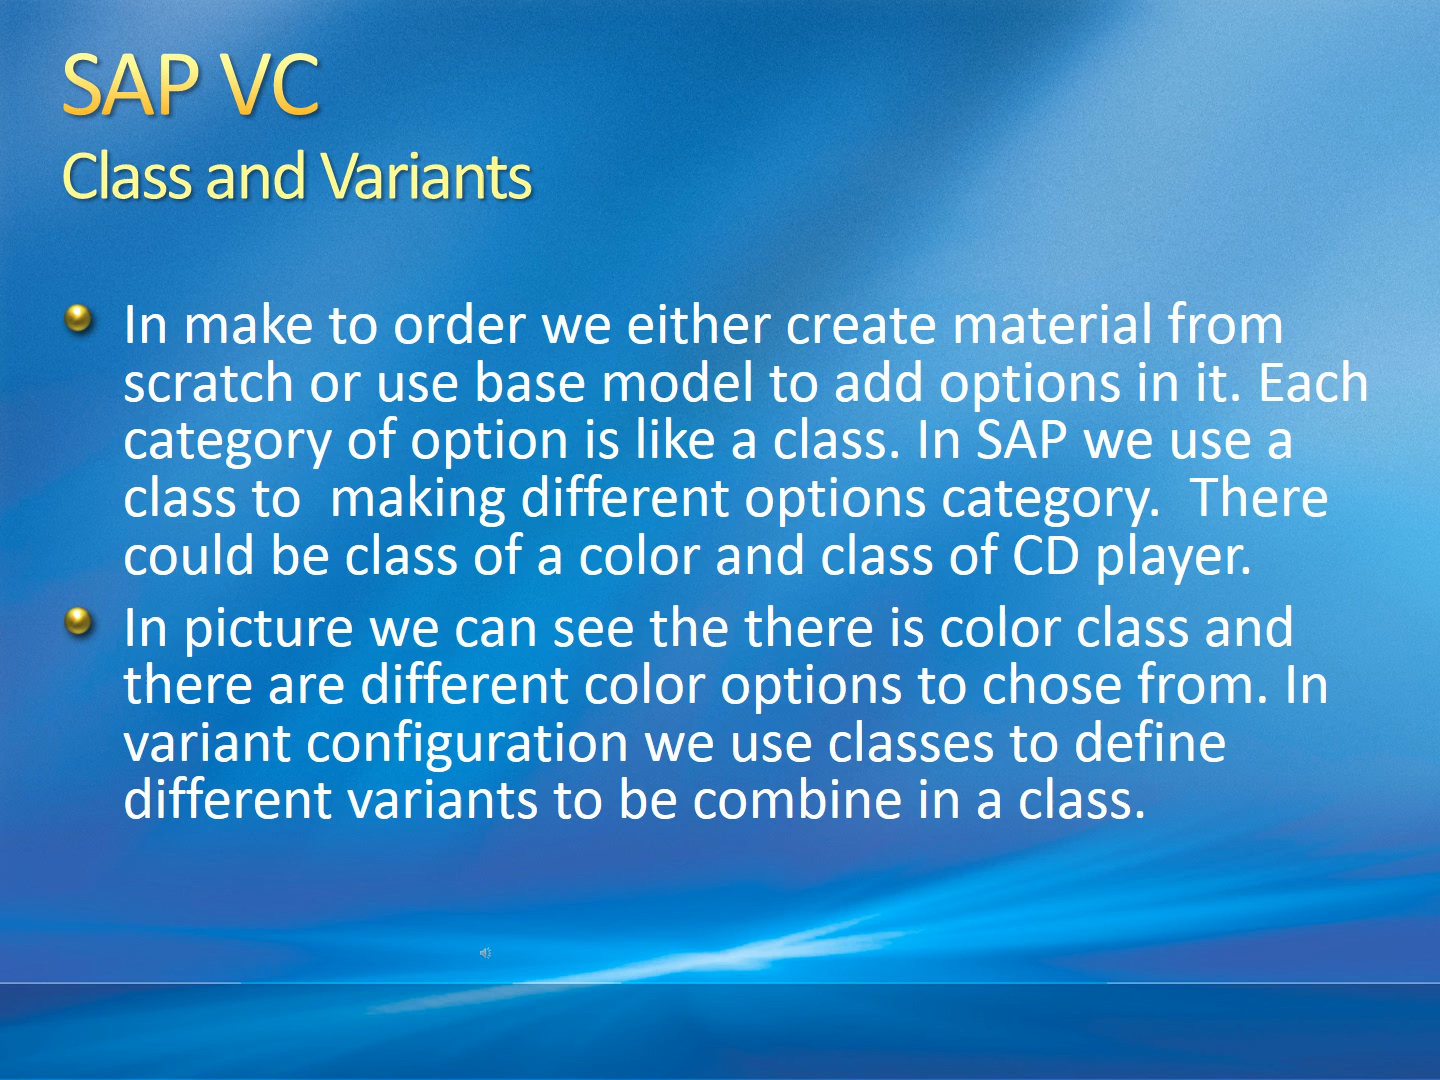 SAP VC
Class and Variants
In make to order we either create material from
scratch or use base model to add options in it. Each
category of option is like a class. In SAP we use a
class to  making different options category.  There
could be class of a color and class of CD player.
In picture we can see the there is color class and
there are different color options to chose from. In
variant configuration we use classes to define
different variants to be combine in a class.